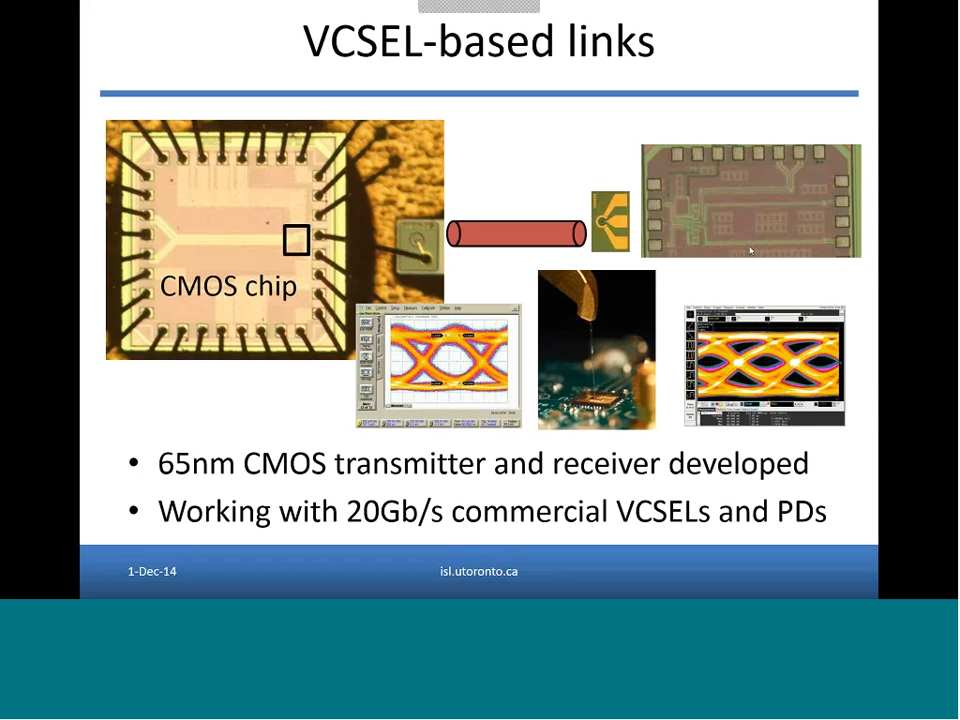 VCSEL-based links
CMOS chip
• 65nm CMOS transmitter and receiver developed
• Working with 20Gb/s commercial VCSELs and PDs
1-Dec-14
isl.utoronto.ca